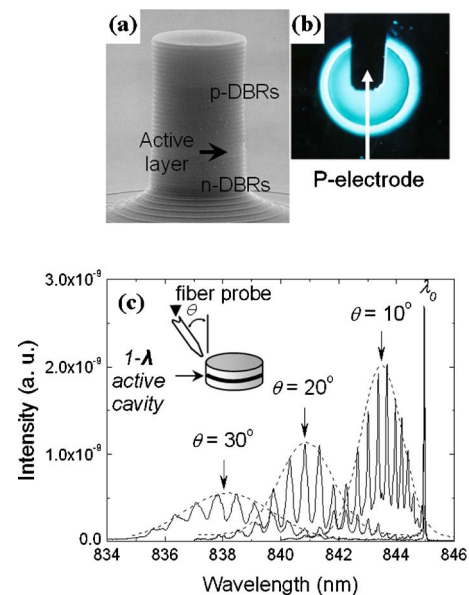 (a)
(b)
p-DBRs
Active
layer
n-DBRs
P-electrode
(c)
fiber probe
θ
1-λ
active
cavity
θ = 30°
θ = 20°
θ = 10°
λ₀
3.0x10⁻⁹
2.0x10⁻⁹
1.0x10⁻⁹
0.0
Intensity (a. u.)
834 836 838 840 842 844 846
Wavelength (nm)